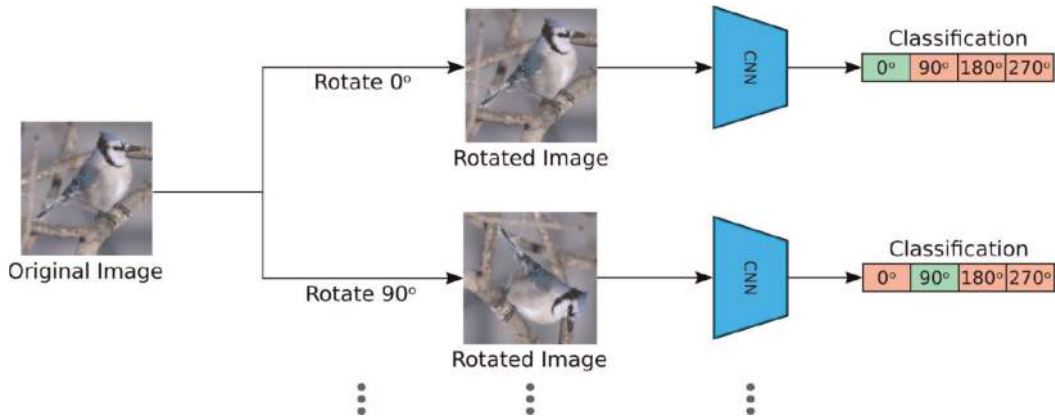 Original Image
Rotate 0°
Rotated Image
CNN
Classification
0° 90° 180° 270°
Rotate 90°
Rotated Image
CNN
Classification
0° 90° 180° 270°